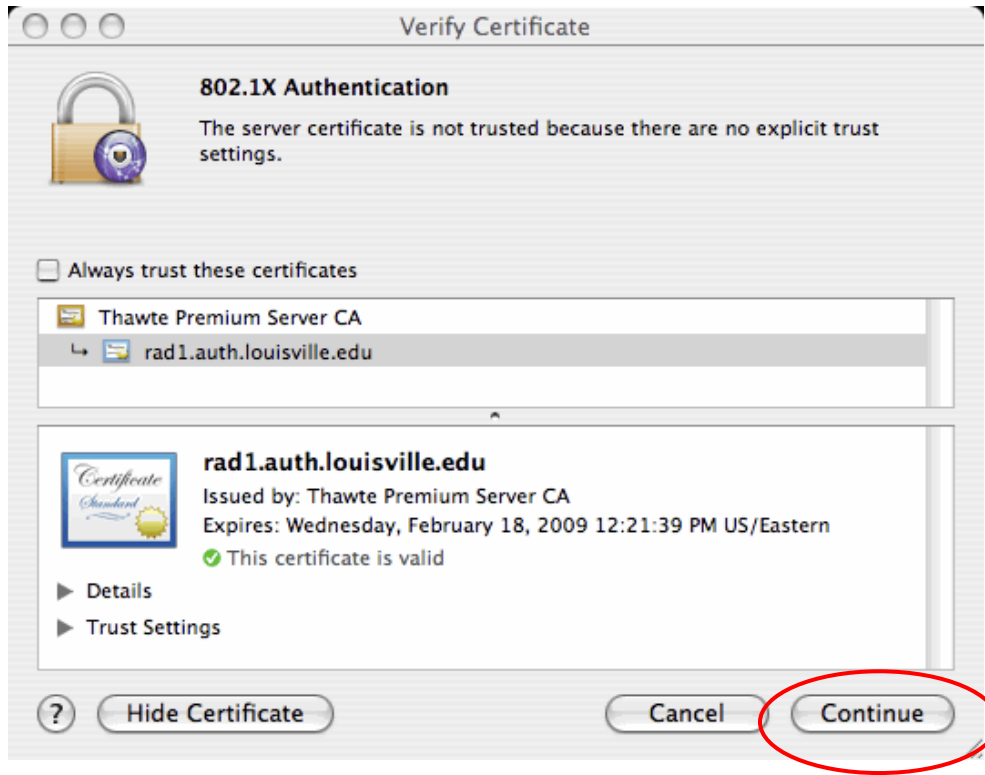 Verify Certificate
802.1X Authentication
The server certificate is not trusted because there are no explicit trust
settings.
Always trust these certificates
Thawte Premium Server CA
rad1.auth.louisville.edu
Certificate
Standard
rad1.auth.louisville.edu
Issued by: Thawte Premium Server CA
Expires: Wednesday, February 18, 2009 12:21:39 PM US/Eastern
This certificate is valid
Details
Trust Settings
?
Hide Certificate
Cancel
Continue